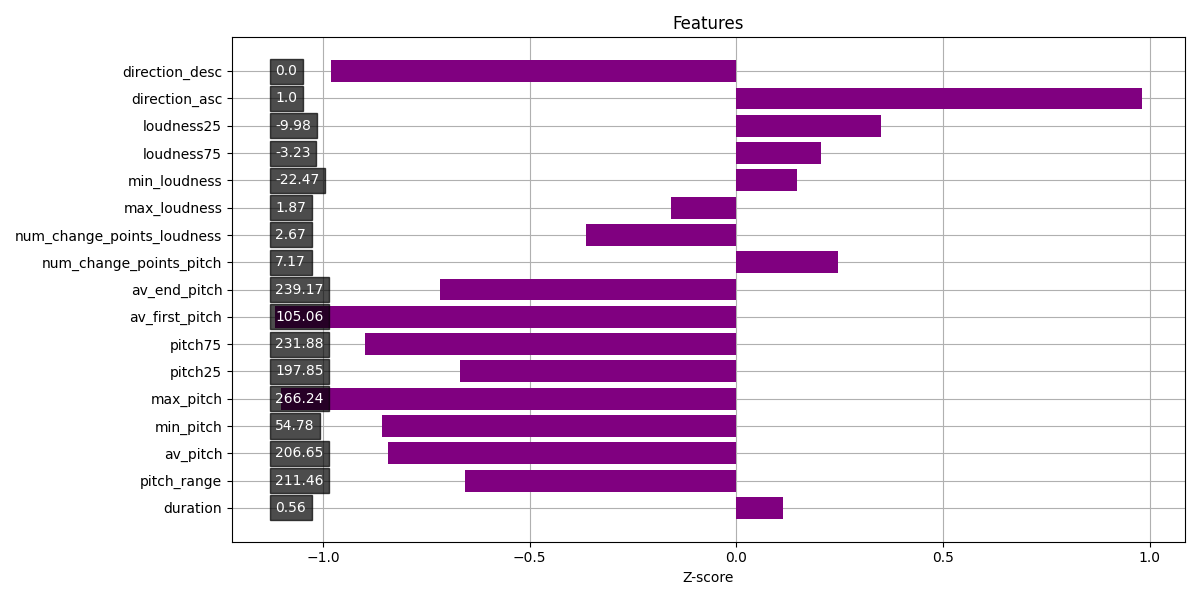 Features
direction_desc 0.0
direction_asc 1.0
loudness25 -9.98
loudness75 -3.23
min_loudness -22.47
max_loudness 1.87
num_change_points_loudness 2.67
num_change_points_pitch 7.17
av_end_pitch 239.17
av_first_pitch 105.06
pitch75 231.88
pitch25 197.85
max_pitch 266.24
min_pitch 54.78
av_pitch 206.65
pitch_range 211.46
duration 0.56
−1.0 −0.5 0.0 0.5 1.0
Z-score